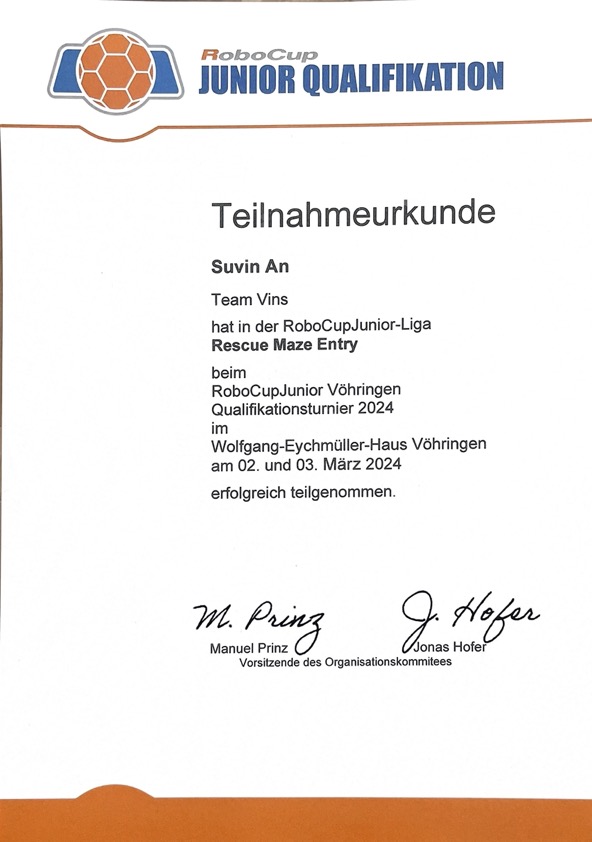 RoboCup
JUNIOR QUALIFIKATION
Teilnahmeurkunde
Suvin An
Team Vins
hat in der RoboCupJunior-Liga
Rescue Maze Entry
beim
RoboCupJunior Vöhringen
Qualifikationsturnier 2024
im
Wolfgang-Eychmüller-Haus Vöhringen
am 02. und 03. März 2024
erfolgreich teilgenommen.
M. Prinz J. Hofer
Manuel Prinz Jonas Hofer
Vorsitzende des Organisationskommitees